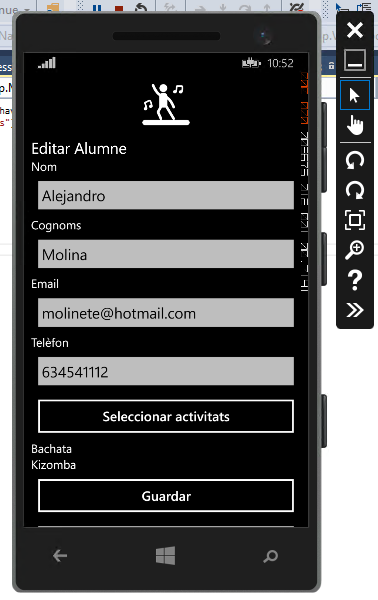 10:52
Editar Alumne
Nom
Alejandro
Cognoms
Molina
Email
molinete@hotmail.com
Telèfon
634541112
Seleccionar activitats
Bachata
Kizomba
Guardar